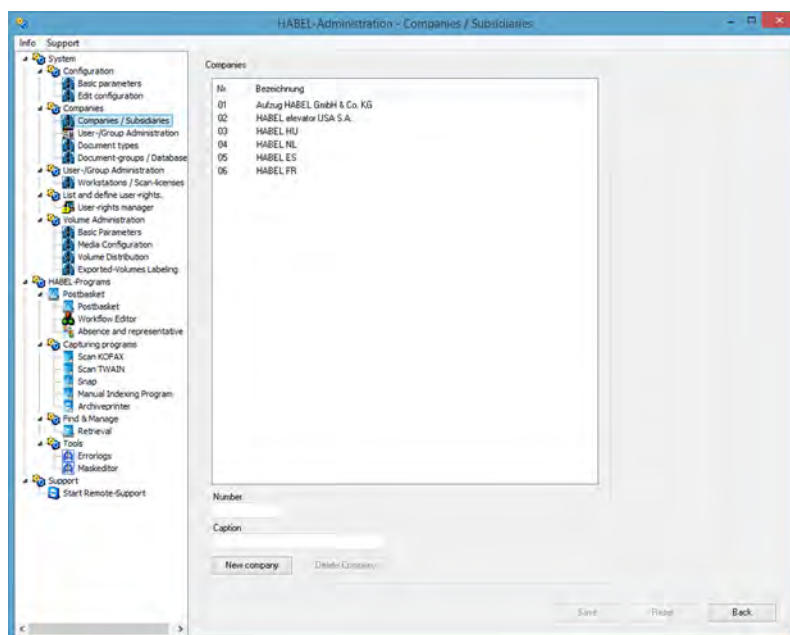 HABEL-Administration - Companies / Subsidiaries
Info Support
System
Configuration
Basic parameters
Edit configuration
Companies
Companies / Subsidiaries
User-/Group Administration
Document types
Document-groups / Database
User-/Group Administration
Workstations / Scan-licenses
List and define user-rights.
User-rights manager
Volume Administration
Basic Parameters
Media Configuration
Volume Distribution
Exported-Volumes Labeling
HABEL-Programs
Postbasket
Postbasket
Workflow Editor
Absence and representative
Capturing programs
Scan KOFAX
Scan TWAIN
Snap
Manual Indexing Program
Archiveprinter
Find & Manage
Retrieval
Tools
Errorlogs
Maskeditor
Support
Start Remote-Support
Companies
Nr. Bezeichnung
01 Aufzug HABEL GmbH & Co. KG
02 HABEL elevator USA S.A.
03 HABEL HU
04 HABEL NL
05 HABEL ES
06 HABEL FR
Number
Caption
New company Delete Company
Save Reset Back